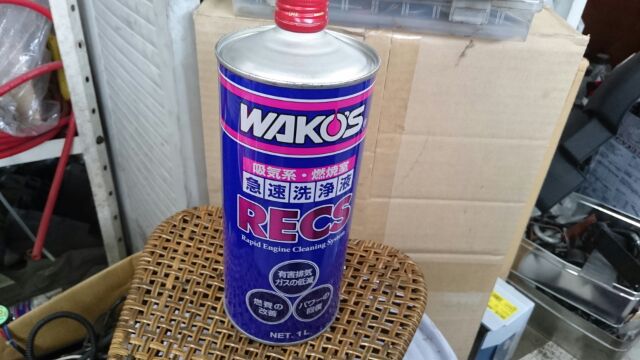 WAKO'S
吸気系・燃焼室
急速洗浄液
RECS
Rapid Engine Cleaning System
有害排気
ガスの低減
燃費の
改善
パワーの
回復
NET. 1L